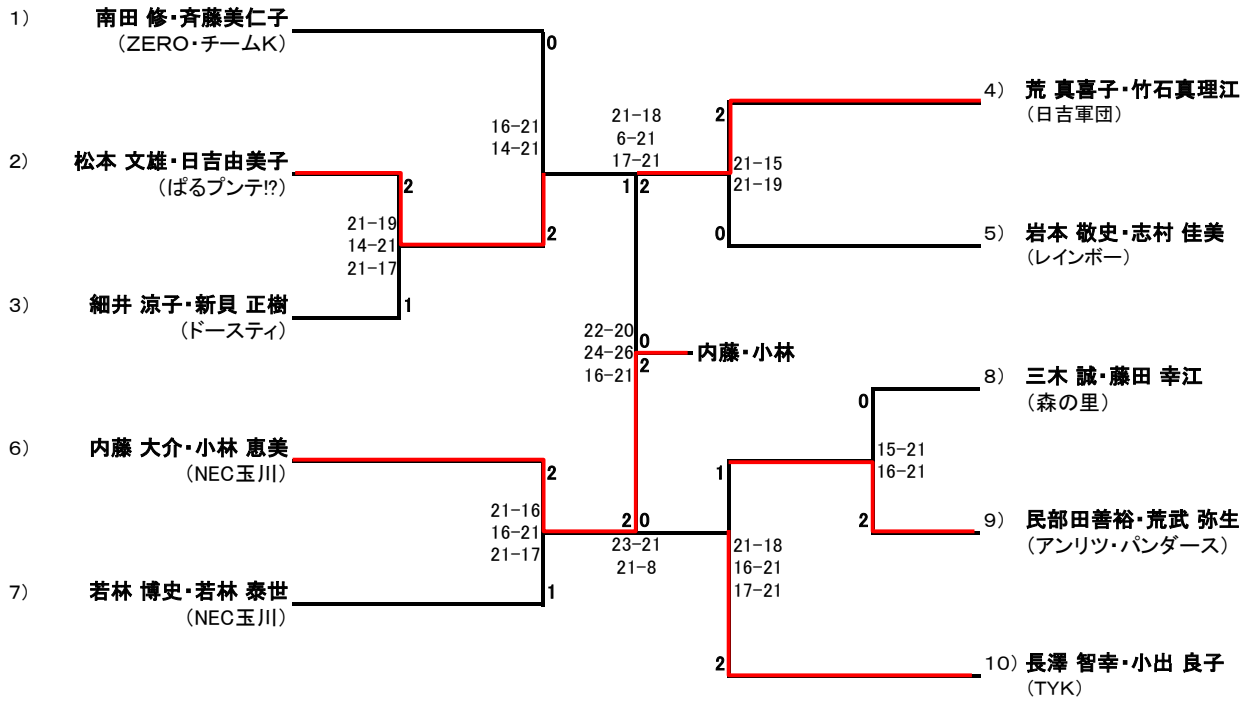 1) 南田 修・斉藤美仁子
(ZERO・チームK)
0
16-21
14-21
2) 松本 文雄・日吉由美子
(ぱるプンテ!?)
2
21-19
14-21
21-17
2
3) 細井 涼子・新貝 正樹
(ドースティ)
1
21-18
6-21
17-21
1 2
4) 荒 真喜子・竹石真理江
(日吉軍団)
2
21-15
21-19
5) 岩本 敬史・志村 佳美
(レインボー)
0
22-20
24-26
16-21
0
2
内藤・小林
6) 内藤 大介・小林 恵美
(NEC玉川)
2
21-16
16-21
21-17
7) 若林 博史・若林 泰世
(NEC玉川)
1
2 0
23-21
21-8
8) 三木 誠・藤田 幸江
(森の里)
0
15-21
16-21
9) 民部田善裕・荒武 弥生
(アンリツ・パンダース)
2
1
21-18
16-21
17-21
10) 長澤 智幸・小出 良子
(TYK)
2